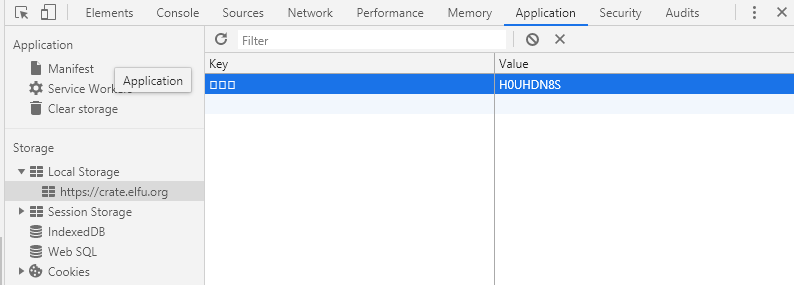 Elements Console Sources Network Performance Memory Application Security Audits
Application
Filter
Manifest
Application
Service Workers
Clear storage
Key Value
□□□ H0UHDN8S
Storage
Local Storage
https://crate.elfu.org
Session Storage
IndexedDB
Web SQL
Cookies